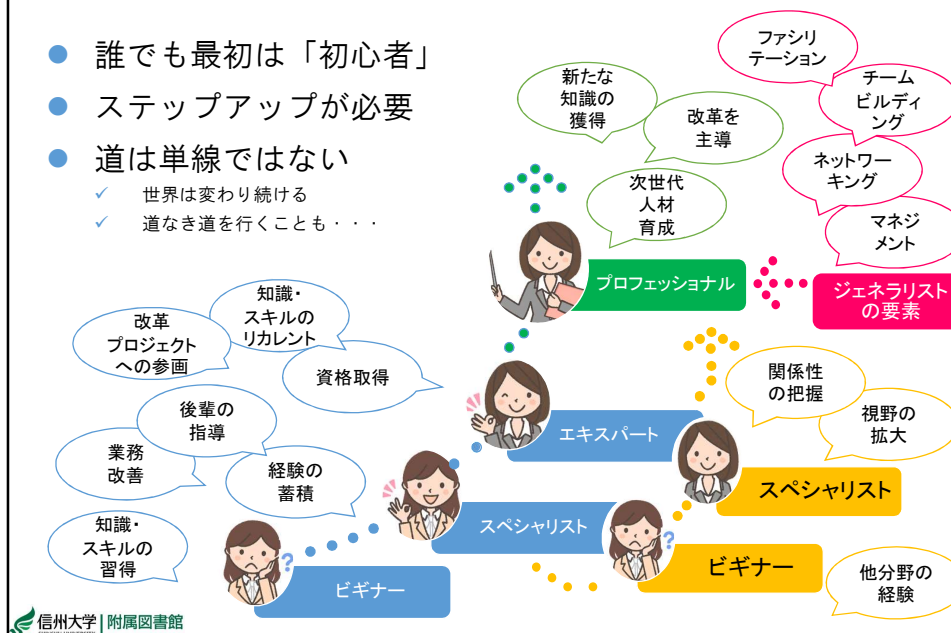 誰でも最初は「初心者」
ステップアップが必要
道は単線ではない
世界は変わり続ける
道なき道を行くことも・・・
ファシリ
テーション
チーム
ビルディ
ング
ネットワー
キング
マネジ
メント
新たな
知識の
獲得
改革を
主導
次世代
人材
育成
プロフェッショナル
ジェネラリスト
の要素
知識・
スキルの
リカレント
改革
プロジェクト
への参画
資格取得
後輩の
指導
業務
改善
経験の
蓄積
知識・
スキルの
習得
関係性
の把握
視野の
拡大
エキスパート
スペシャリスト
スペシャリスト
?
ビギナー
?
ビギナー
他分野の
経験
信州大学 附属図書館